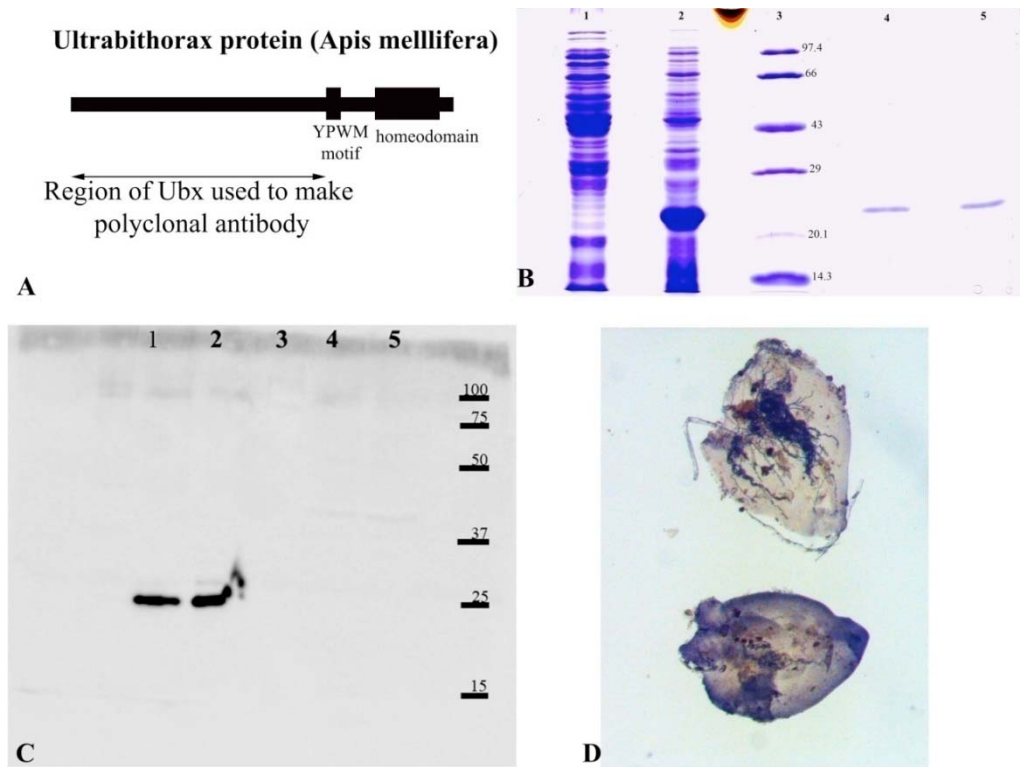 Ultrabithorax protein (Apis melllifera)
YPWM
motif
homeodomain
Region of Ubx used to make
polyclonal antibody
A
1 2 3 4 5
97.4
66
43
29
20.1
14.3
B
1 2 3 4 5
100
75
50
37
25
15
C
D